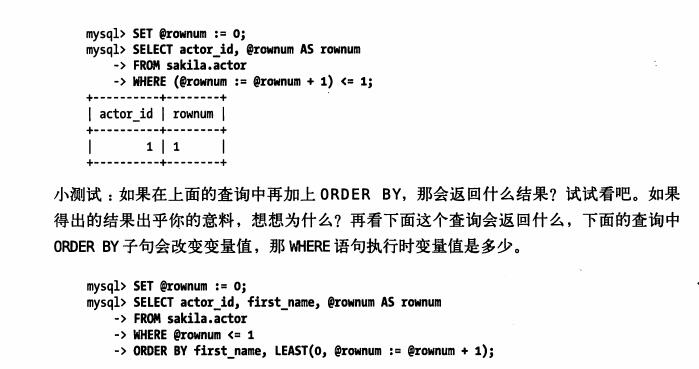 mysql> SET @rownum := 0;
mysql> SELECT actor_id, @rownum AS rownum
-> FROM sakila.actor
-> WHERE (@rownum := @rownum + 1) <= 1;
+----------+--------+
| actor_id | rownum |
+----------+--------+
| 1 | 1 |
+----------+--------+
小测试：如果在上面的查询中再加上 ORDER BY，那会返回什么结果？试试看吧。如果
得出的结果出乎你的意料，想想为什么？再看下面这个查询会返回什么，下面的查询中
ORDER BY 子句会改变变量值，那 WHERE 语句执行时变量值是多少。
mysql> SET @rownum := 0;
mysql> SELECT actor_id, first_name, @rownum AS rownum
-> FROM sakila.actor
-> WHERE @rownum <= 1
-> ORDER BY first_name, LEAST(0, @rownum := @rownum + 1);